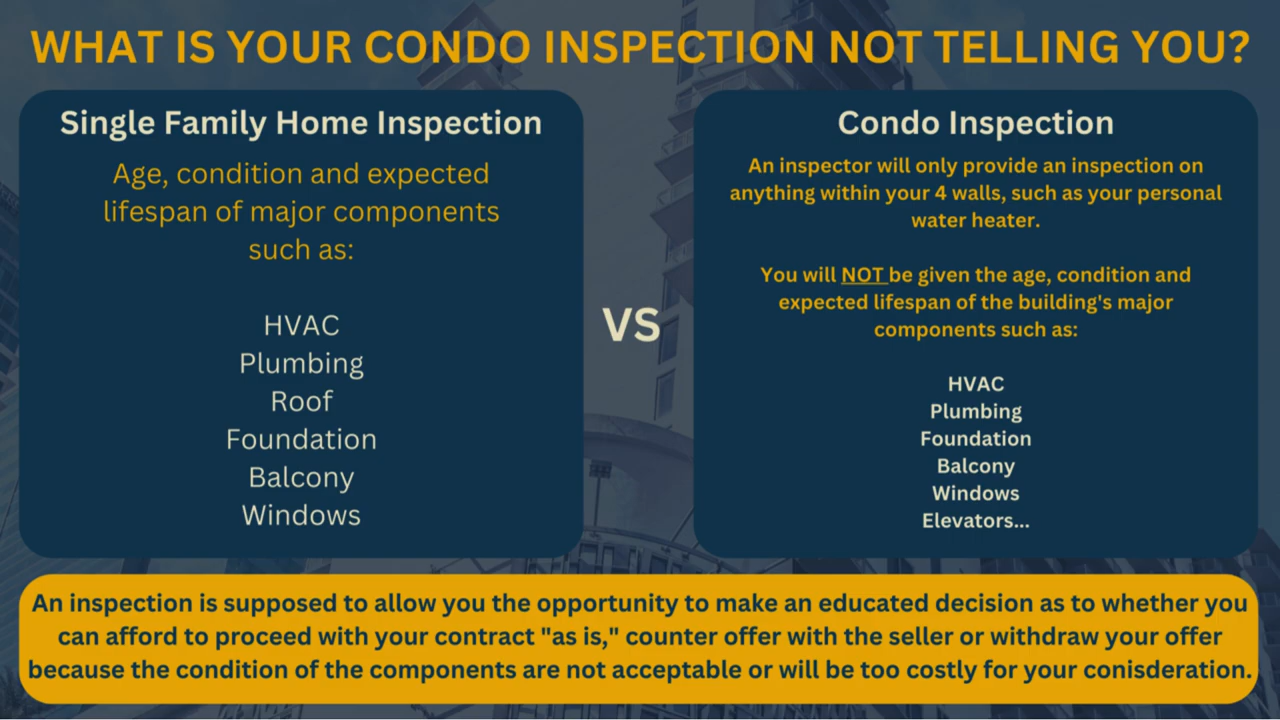 WHAT IS YOUR CONDO INSPECTION NOT TELLING YOU?
Single Family Home Inspection
Age, condition and expected
lifespan of major components
such as:
HVAC
Plumbing
Roof
Foundation
Balcony
Windows
VS
Condo Inspection
An inspector will only provide an inspection on
anything within your 4 walls, such as your personal
water heater.
You will NOT be given the age, condition and
expected lifespan of the building's major
components such as:
HVAC
Plumbing
Foundation
Balcony
Windows
Elevators...
An inspection is supposed to allow you the opportunity to make an educated decision as to whether you
can afford to proceed with your contract "as is," counter offer with the seller or withdraw your offer
because the condition of the components are not acceptable or will be too costly for your conisderation.